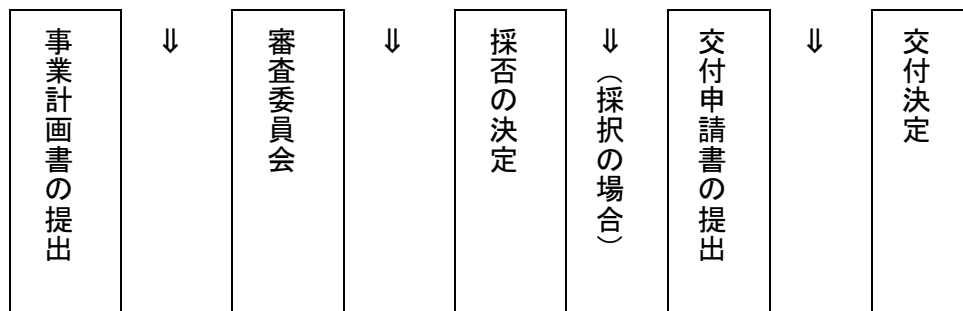 事業計画書の提出
⇓
審査委員会
⇓
採否の決定
⇓（採択の場合）
交付申請書の提出
⇓
交付決定